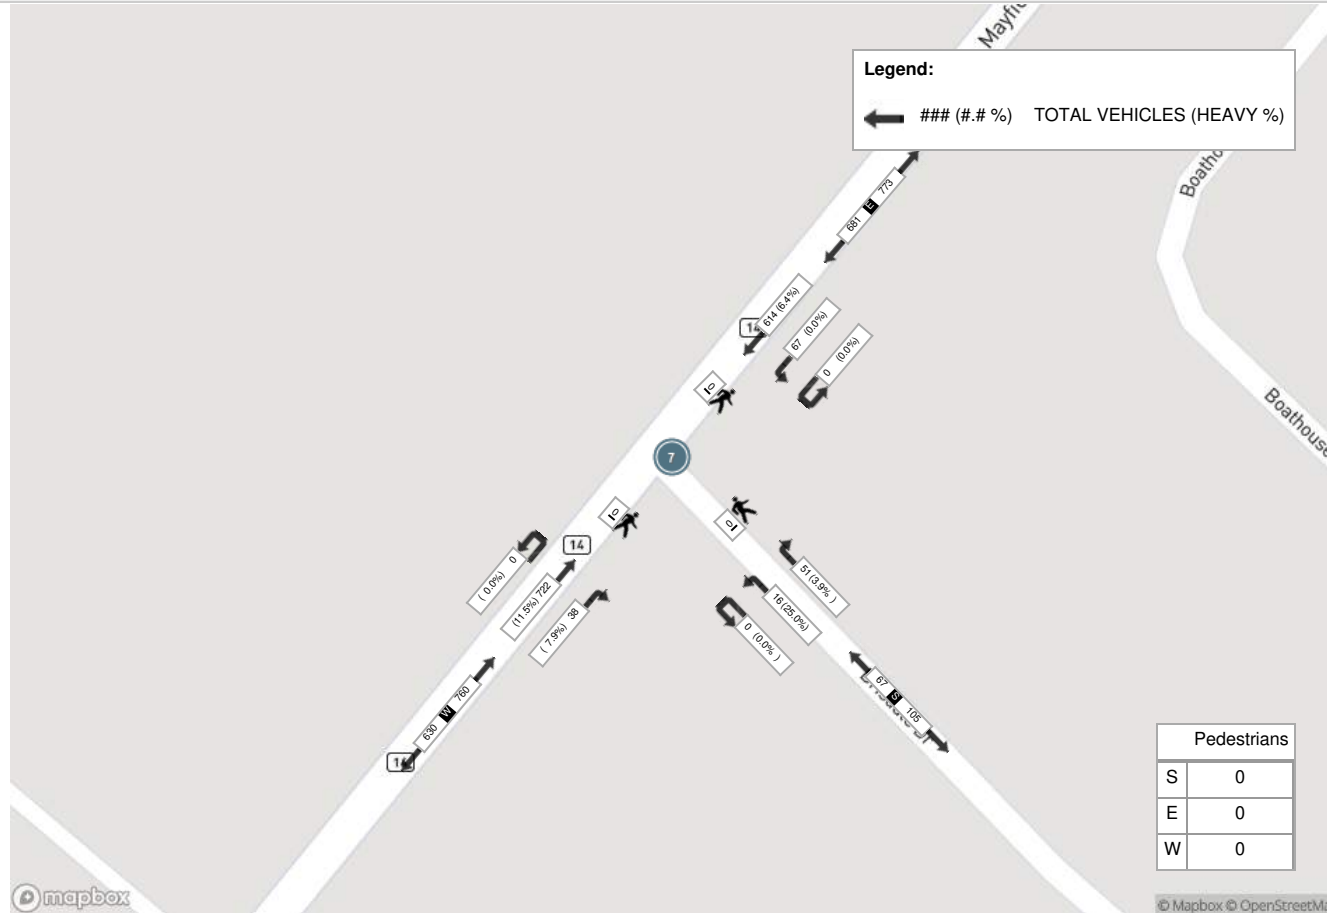 Mayfie
Legend:
### (#.# %) TOTAL VEHICLES (HEAVY %)
Boatho
681 E 773
614 (6.4%)
14
67 (0.0%)
0 (0.0%)
0
Boathouse
7
0
0
14
( 0.0%) 0
(11.5%) 722
( 7.9%) 38
51 (3.9% )
16 (25.0%)
0 (0.0% )
630 W 760
67 S 105
14
Pedestrians
S 0
E 0
W 0
mapbox
© Mapbox © OpenStreetMa